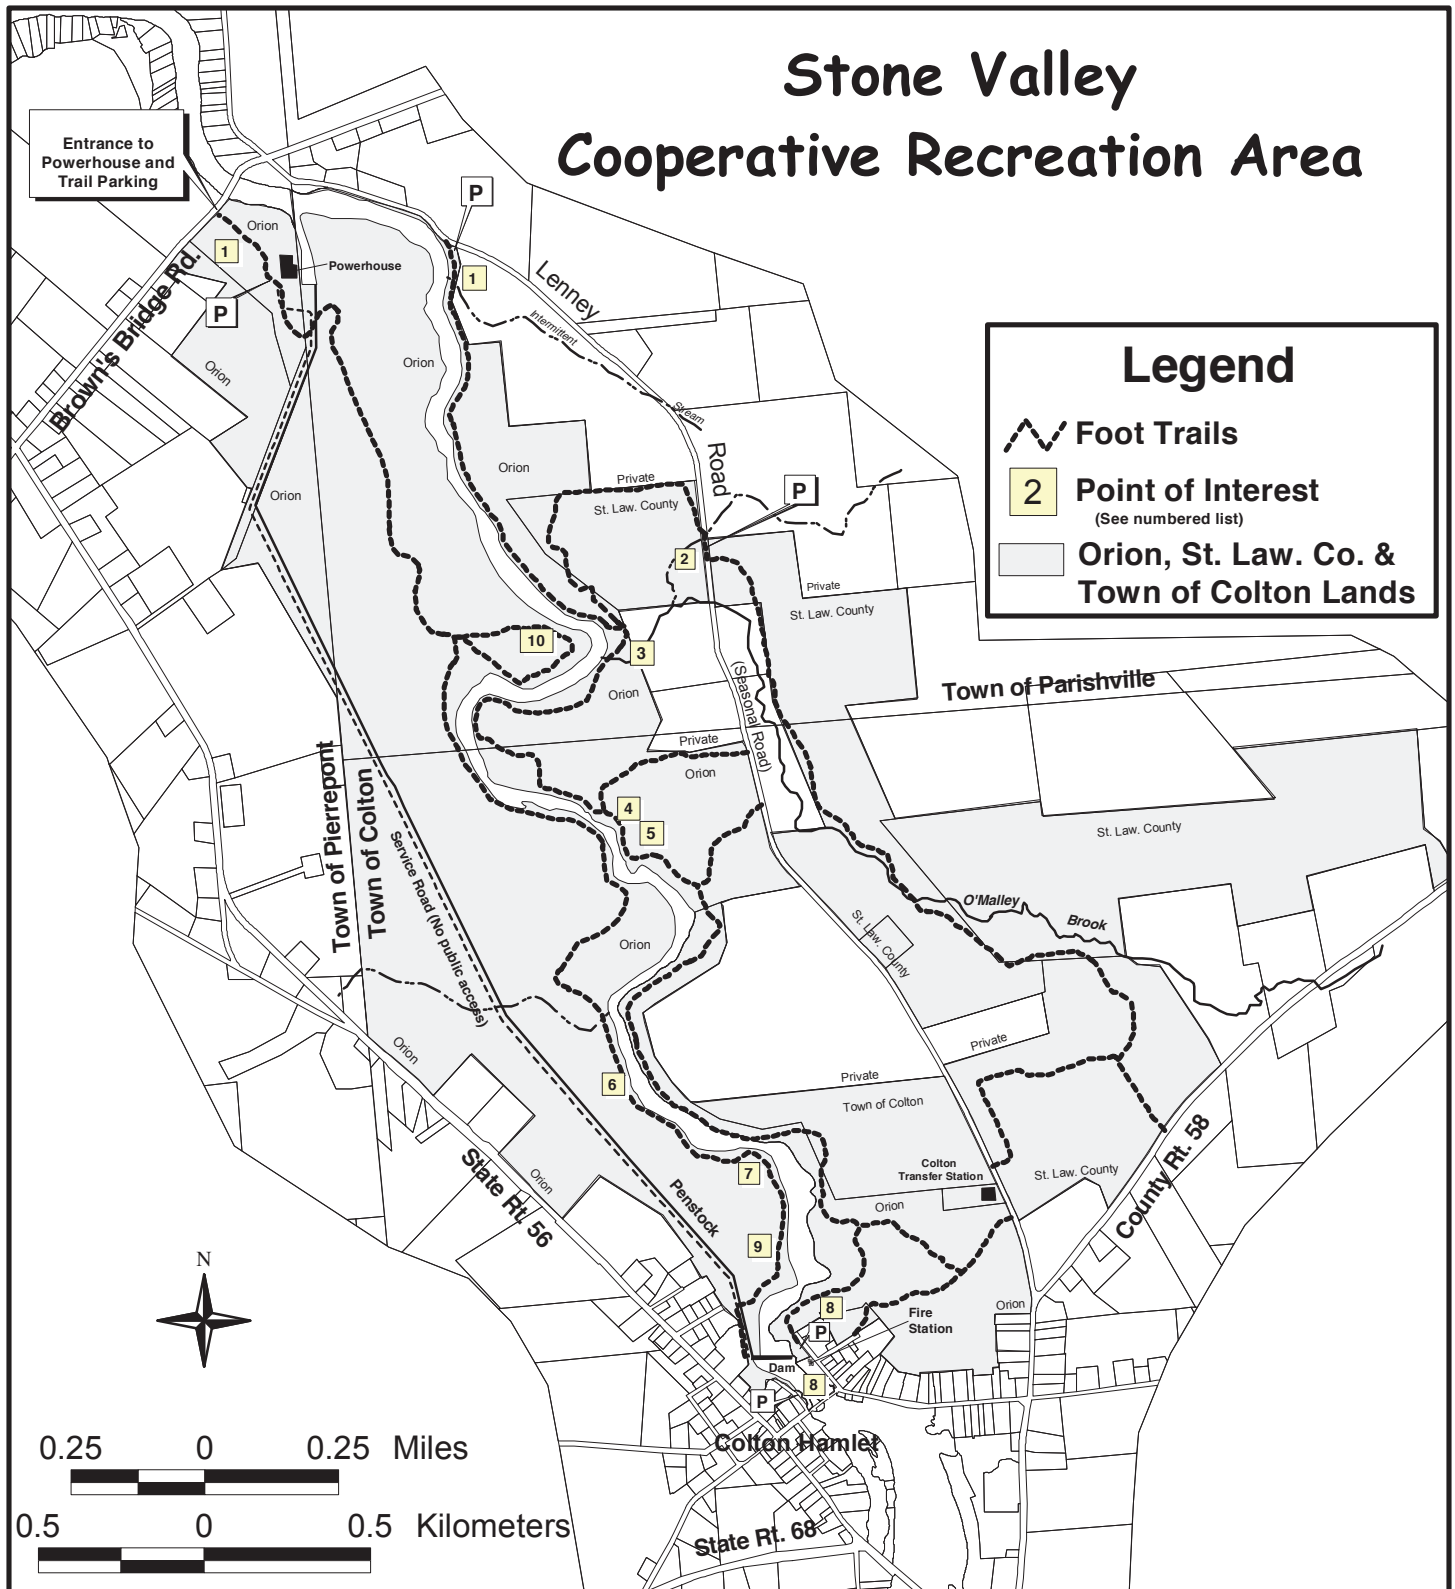 Stone Valley
Cooperative Recreation Area
Entrance to
Powerhouse and
Trail Parking
P
Orion
1
Powerhouse
1
P
Brown's Bridge Rd.
Lenney
Intermittent
Stream
Orion
Orion
Legend
Foot Trails
2
Point of Interest
(See numbered list)
Orion, St. Law. Co. &
Town of Colton Lands
Road
Orion
Private
P
Orion
St. Law. County
2
Private
St. Law. County
10
3
(Seasonal Road)
Orion
Town of Parishville
Private
Orion
Town of Pierrepont
Town of Colton
4
5
St. Law. County
Service Road (No public access)
O'Malley
Brook
St. Law. County
Orion
Orion
Private
Private
6
Town of Colton
State Rt. 56
Orion
7
Colton
Transfer Station
St. Law. County
County Rt. 58
Penstock
Orion
9
N
8
Orion
Fire
Station
P
Dam
8
P
Colton Hamlet
0.25 0 0.25 Miles
0.5 0 0.5 Kilometers
State Rt. 68